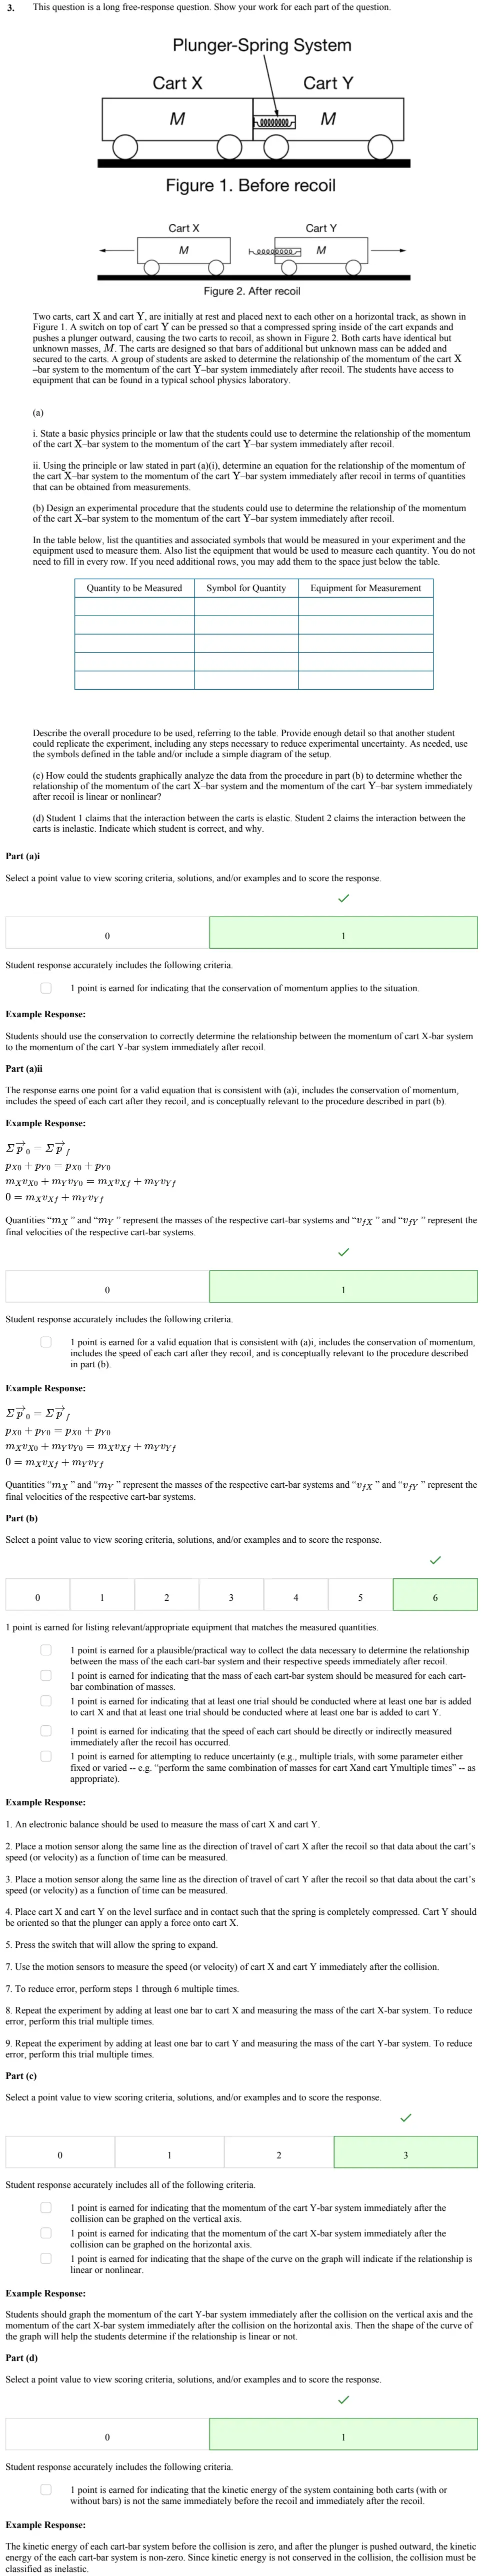 3. This question is a long free-response question. Show your work for each part of the question.
Plunger-Spring System
Cart X Cart Y
M M
Figure 1. Before recoil
Cart X Cart Y
M M
Figure 2. After recoil
Two carts, cart X and cart Y, are initially at rest and placed next to each other on a horizontal track, as shown in
Figure 1. A switch on top of cart Y can be pressed so that a compressed spring inside of the cart expands and
pushes a plunger outward, causing the two carts to recoil, as shown in Figure 2. Both carts have identical but
unknown masses, M. The carts are designed so that bars of additional but unknown mass can be added and
secured to the carts. A group of students are asked to determine the relationship of the momentum of the cart X
–bar system to the momentum of the cart Y–bar system immediately after recoil. The students have access to
equipment that can be found in a typical school physics laboratory.
(a)
i. State a basic physics principle or law that the students could use to determine the relationship of the momentum
of the cart X–bar system to the momentum of the cart Y–bar system immediately after recoil.
ii. Using the principle or law stated in part (a)(i), determine an equation for the relationship of the momentum of
the cart X–bar system to the momentum of the cart Y–bar system immediately after recoil in terms of quantities
that can be obtained from measurements.
(b) Design an experimental procedure that the students could use to determine the relationship of the momentum
of the cart X–bar system to the momentum of the cart Y–bar system immediately after recoil.
In the table below, list the quantities and associated symbols that would be measured in your experiment and the
equipment used to measure them. Also list the equipment that would be used to measure each quantity. You do not
need to fill in every row. If you need additional rows, you may add them to the space just below the table.
Quantity to be Measured Symbol for Quantity Equipment for Measurement
Describe the overall procedure to be used, referring to the table. Provide enough detail so that another student
could replicate the experiment, including any steps necessary to reduce experimental uncertainty. As needed, use
the symbols defined in the table and/or include a simple diagram of the setup.
(c) How could the students graphically analyze the data from the procedure in part (b) to determine whether the
relationship of the momentum of the cart X–bar system and the momentum of the cart Y–bar system immediately
after recoil is linear or nonlinear?
(d) Student 1 claims that the interaction between the carts is elastic. Student 2 claims the interaction between the
carts is inelastic. Indicate which student is correct, and why.
Part (a)i
Select a point value to view scoring criteria, solutions, and/or examples and to score the response.
0 1
Student response accurately includes the following criteria.
1 point is earned for indicating that the conservation of momentum applies to the situation.
Example Response:
Students should use the conservation to correctly determine the relationship between the momentum of cart X-bar system
to the momentum of the cart Y-bar system immediately after recoil.
Part (a)ii
The response earns one point for a valid equation that is consistent with (a)i, includes the conservation of momentum,
includes the speed of each cart after they recoil, and is conceptually relevant to the procedure described in part (b).
Example Response:
Σp⃗₀ = Σp⃗_f
p_X0 + p_Y0 = p_X0 + p_Y0
m_X v_X0 + m_Y v_Y0 = m_X v_Xf + m_Y v_Yf
0 = m_X v_Xf + m_Y v_Yf
Quantities “m_X ” and “m_Y ” represent the masses of the respective cart-bar systems and “v_fX ” and “v_fY ” represent the
final velocities of the respective cart-bar systems.
0 1
Student response accurately includes the following criteria.
1 point is earned for a valid equation that is consistent with (a)i, includes the conservation of momentum,
includes the speed of each cart after they recoil, and is conceptually relevant to the procedure described
in part (b).
Example Response:
Σp⃗₀ = Σp⃗_f
p_X0 + p_Y0 = p_X0 + p_Y0
m_X v_X0 + m_Y v_Y0 = m_X v_Xf + m_Y v_Yf
0 = m_X v_Xf + m_Y v_Yf
Quantities “m_X ” and “m_Y ” represent the masses of the respective cart-bar systems and “v_fX ” and “v_fY ” represent the
final velocities of the respective cart-bar systems.
Part (b)
Select a point value to view scoring criteria, solutions, and/or examples and to score the response.
0 1 2 3 4 5 6
1 point is earned for listing relevant/appropriate equipment that matches the measured quantities.
1 point is earned for a plausible/practical way to collect the data necessary to determine the relationship
between the mass of the each cart-bar system and their respective speeds immediately after recoil.
1 point is earned for indicating that the mass of each cart-bar system should be measured for each cart-
bar combination of masses.
1 point is earned for indicating that at least one trial should be conducted where at least one bar is added
to cart X and that at least one trial should be conducted where at least one bar is added to cart Y.
1 point is earned for indicating that the speed of each cart should be directly or indirectly measured
immediately after the recoil has occurred.
1 point is earned for attempting to reduce uncertainty (e.g., multiple trials, with some parameter either
fixed or varied -- e.g. “perform the same combination of masses for cart Xand cart Ymultiple times” -- as
appropriate).
Example Response:
1. An electronic balance should be used to measure the mass of cart X and cart Y.
2. Place a motion sensor along the same line as the direction of travel of cart X after the recoil so that data about the cart’s
speed (or velocity) as a function of time can be measured.
3. Place a motion sensor along the same line as the direction of travel of cart Y after the recoil so that data about the cart’s
speed (or velocity) as a function of time can be measured.
4. Place cart X and cart Y on the level surface and in contact such that the spring is completely compressed. Cart Y should
be oriented so that the plunger can apply a force onto cart X.
5. Press the switch that will allow the spring to expand.
7. Use the motion sensors to measure the speed (or velocity) of cart X and cart Y immediately after the collision.
7. To reduce error, perform steps 1 through 6 multiple times.
8. Repeat the experiment by adding at least one bar to cart X and measuring the mass of the cart X-bar system. To reduce
error, perform this trial multiple times.
9. Repeat the experiment by adding at least one bar to cart Y and measuring the mass of the cart Y-bar system. To reduce
error, perform this trial multiple times.
Part (c)
Select a point value to view scoring criteria, solutions, and/or examples and to score the response.
0 1 2 3
Student response accurately includes all of the following criteria.
1 point is earned for indicating that the momentum of the cart Y-bar system immediately after the
collision can be graphed on the vertical axis.
1 point is earned for indicating that the momentum of the cart X-bar system immediately after the
collision can be graphed on the horizontal axis.
1 point is earned for indicating that the shape of the curve on the graph will indicate if the relationship is
linear or nonlinear.
Example Response:
Students should graph the momentum of the cart Y-bar system immediately after the collision on the vertical axis and the
momentum of the cart X-bar system immediately after the collision on the horizontal axis. Then the shape of the curve of
the graph will help the students determine if the relationship is linear or not.
Part (d)
Select a point value to view scoring criteria, solutions, and/or examples and to score the response.
0 1
Student response accurately includes the following criteria.
1 point is earned for indicating that the kinetic energy of the system containing both carts (with or
without bars) is not the same immediately before the recoil and immediately after the recoil.
Example Response:
The kinetic energy of each cart-bar system before the collision is zero, and after the plunger is pushed outward, the kinetic
energy of the each cart-bar system is non-zero. Since kinetic energy is not conserved in the collision, the collision must be
classified as inelastic.